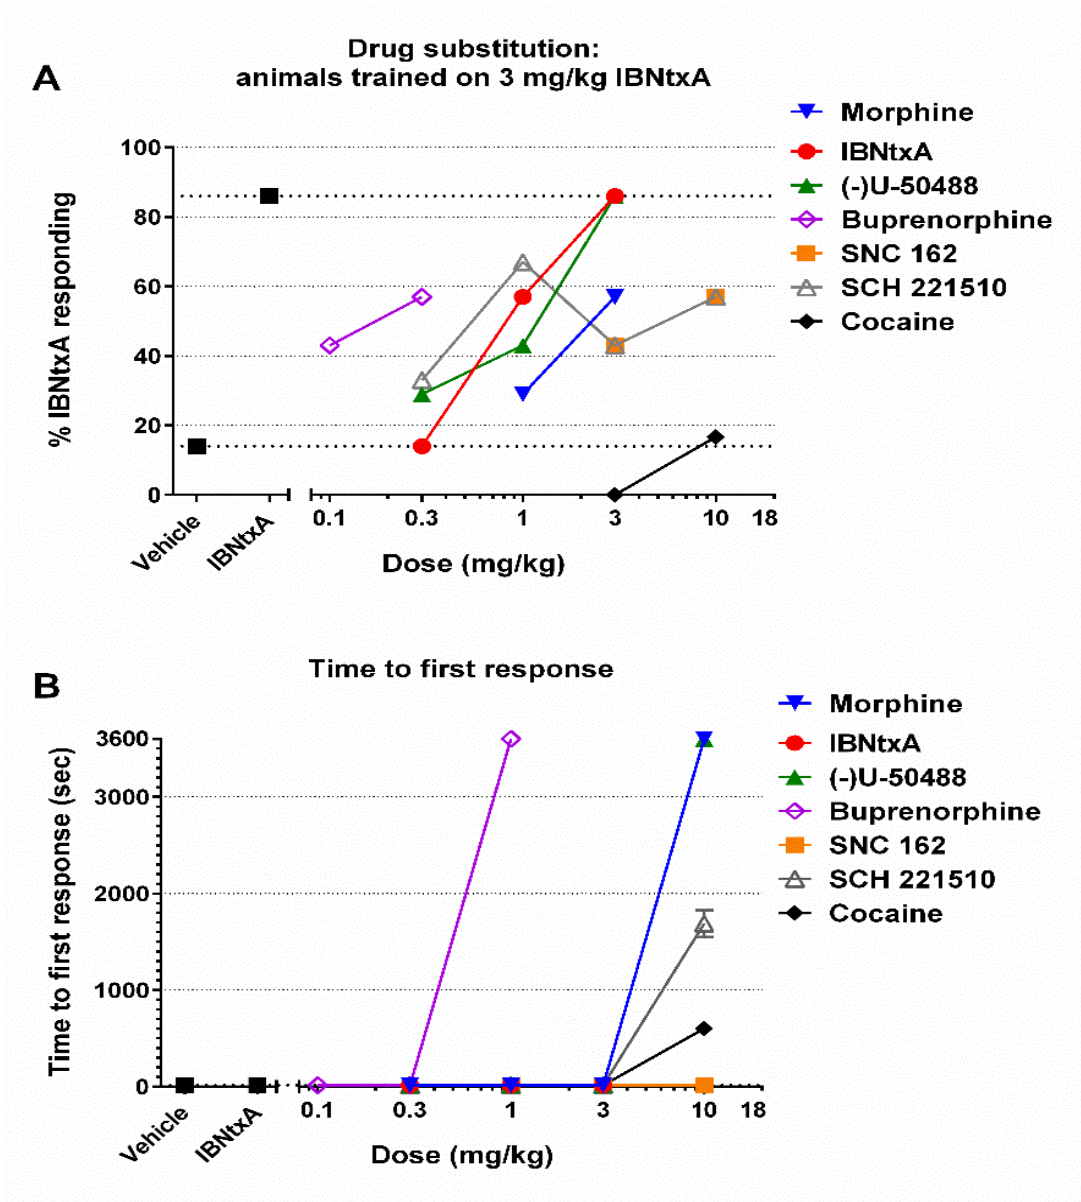 A
Drug substitution:
animals trained on 3 mg/kg IBNtxA
% IBNtxA responding
100
80
60
40
20
0
Vehicle
IBNtxA
0.1
0.3
1
3
10
18
Dose (mg/kg)
Morphine
IBNtxA
(-)U-50488
Buprenorphine
SNC 162
SCH 221510
Cocaine
B
Time to first response
Time to first response (sec)
3600
3000
2000
1000
0
Vehicle
IBNtxA
0.1
0.3
1
3
10
18
Dose (mg/kg)
Morphine
IBNtxA
(-)U-50488
Buprenorphine
SNC 162
SCH 221510
Cocaine